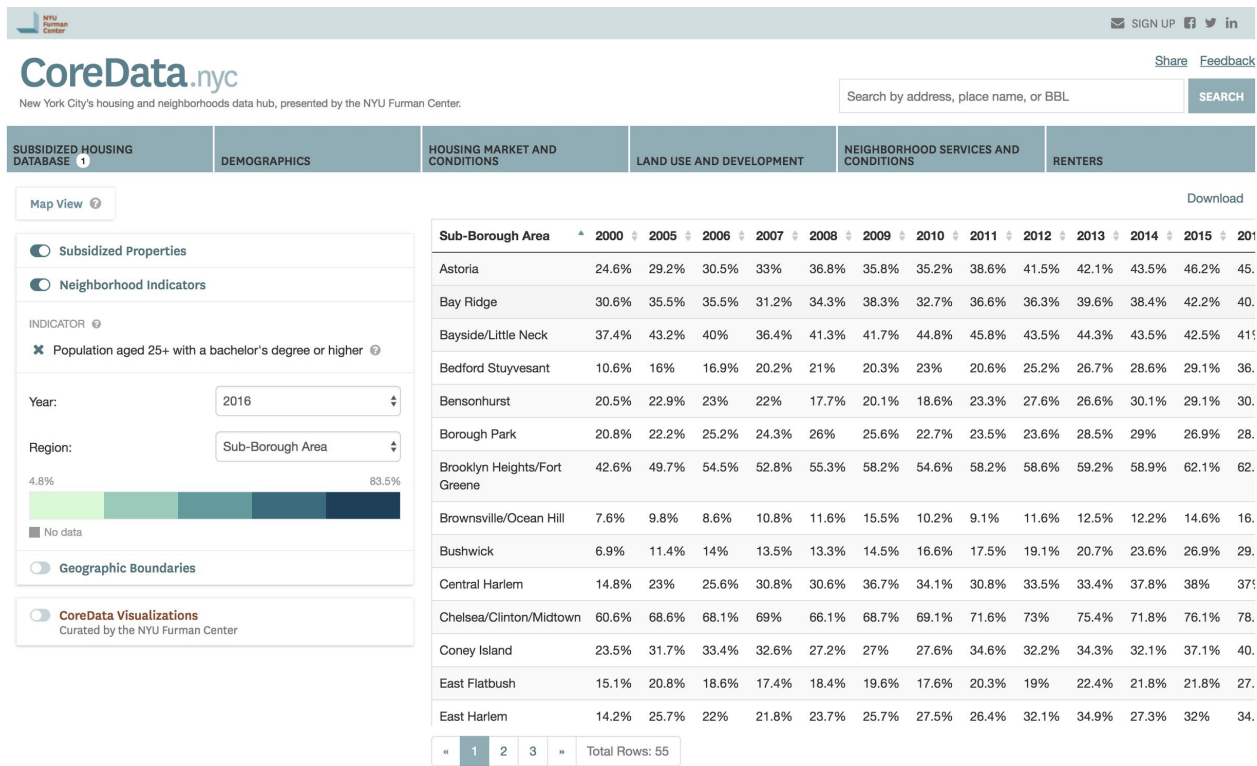 NYU
Furman
Center
SIGN UP
CoreData.nyc
New York City's housing and neighborhoods data hub, presented by the NYU Furman Center.
Share Feedback
Search by address, place name, or BBL
SEARCH
SUBSIDIZED HOUSING DATABASE 1
DEMOGRAPHICS
HOUSING MARKET AND CONDITIONS
LAND USE AND DEVELOPMENT
NEIGHBORHOOD SERVICES AND CONDITIONS
RENTERS
Map View ?
Download
Subsidized Properties
Neighborhood Indicators
INDICATOR ?
Population aged 25+ with a bachelor's degree or higher ?
Year: 2016
Region: Sub-Borough Area
4.8% 83.5%
No data
Geographic Boundaries
CoreData Visualizations
Curated by the NYU Furman Center
Sub-Borough Area 2000 2005 2006 2007 2008 2009 2010 2011 2012 2013 2014 2015 201
Astoria 24.6% 29.2% 30.5% 33% 36.8% 35.8% 35.2% 38.6% 41.5% 42.1% 43.5% 46.2% 45.
Bay Ridge 30.6% 35.5% 35.5% 31.2% 34.3% 38.3% 32.7% 36.6% 36.3% 39.6% 38.4% 42.2% 40.
Bayside/Little Neck 37.4% 43.2% 40% 36.4% 41.3% 41.7% 44.8% 45.8% 43.5% 44.3% 43.5% 42.5% 41%
Bedford Stuyvesant 10.6% 16% 16.9% 20.2% 21% 20.3% 23% 20.6% 25.2% 26.7% 28.6% 29.1% 36.
Bensonhurst 20.5% 22.9% 23% 22% 17.7% 20.1% 18.6% 23.3% 27.6% 26.6% 30.1% 29.1% 30.
Borough Park 20.8% 22.2% 25.2% 24.3% 26% 25.6% 22.7% 23.5% 23.6% 28.5% 29% 26.9% 28.
Brooklyn Heights/Fort Greene 42.6% 49.7% 54.5% 52.8% 55.3% 58.2% 54.6% 58.2% 58.6% 59.2% 58.9% 62.1% 62.
Brownsville/Ocean Hill 7.6% 9.8% 8.6% 10.8% 11.6% 15.5% 10.2% 9.1% 11.6% 12.5% 12.2% 14.6% 16.
Bushwick 6.9% 11.4% 14% 13.5% 13.3% 14.5% 16.6% 17.5% 19.1% 20.7% 23.6% 26.9% 29.
Central Harlem 14.8% 23% 25.6% 30.8% 30.6% 36.7% 34.1% 30.8% 33.5% 33.4% 37.8% 38% 37%
Chelsea/Clinton/Midtown 60.6% 68.6% 68.1% 69% 66.1% 68.7% 69.1% 71.6% 73% 75.4% 71.8% 76.1% 78.
Coney Island 23.5% 31.7% 33.4% 32.6% 27.2% 27% 27.6% 34.6% 32.2% 34.3% 32.1% 37.1% 40.
East Flatbush 15.1% 20.8% 18.6% 17.4% 18.4% 19.6% 17.6% 20.3% 19% 22.4% 21.8% 21.8% 27.
East Harlem 14.2% 25.7% 22% 21.8% 23.7% 25.7% 27.5% 26.4% 32.1% 34.9% 27.3% 32% 34.
« 1 2 3 » Total Rows: 55